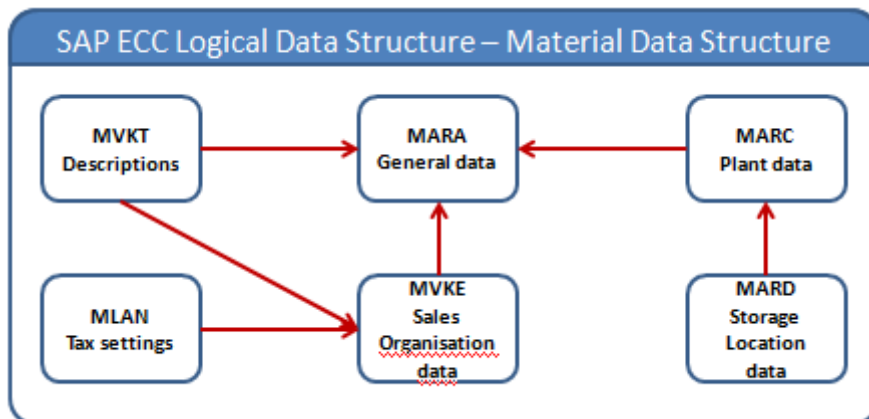 SAP ECC Logical Data Structure – Material Data Structure
MVKT
Descriptions
MARA
General data
MARC
Plant data
MLAN
Tax settings
MVKE
Sales
Organisation
data
MARD
Storage
Location
data